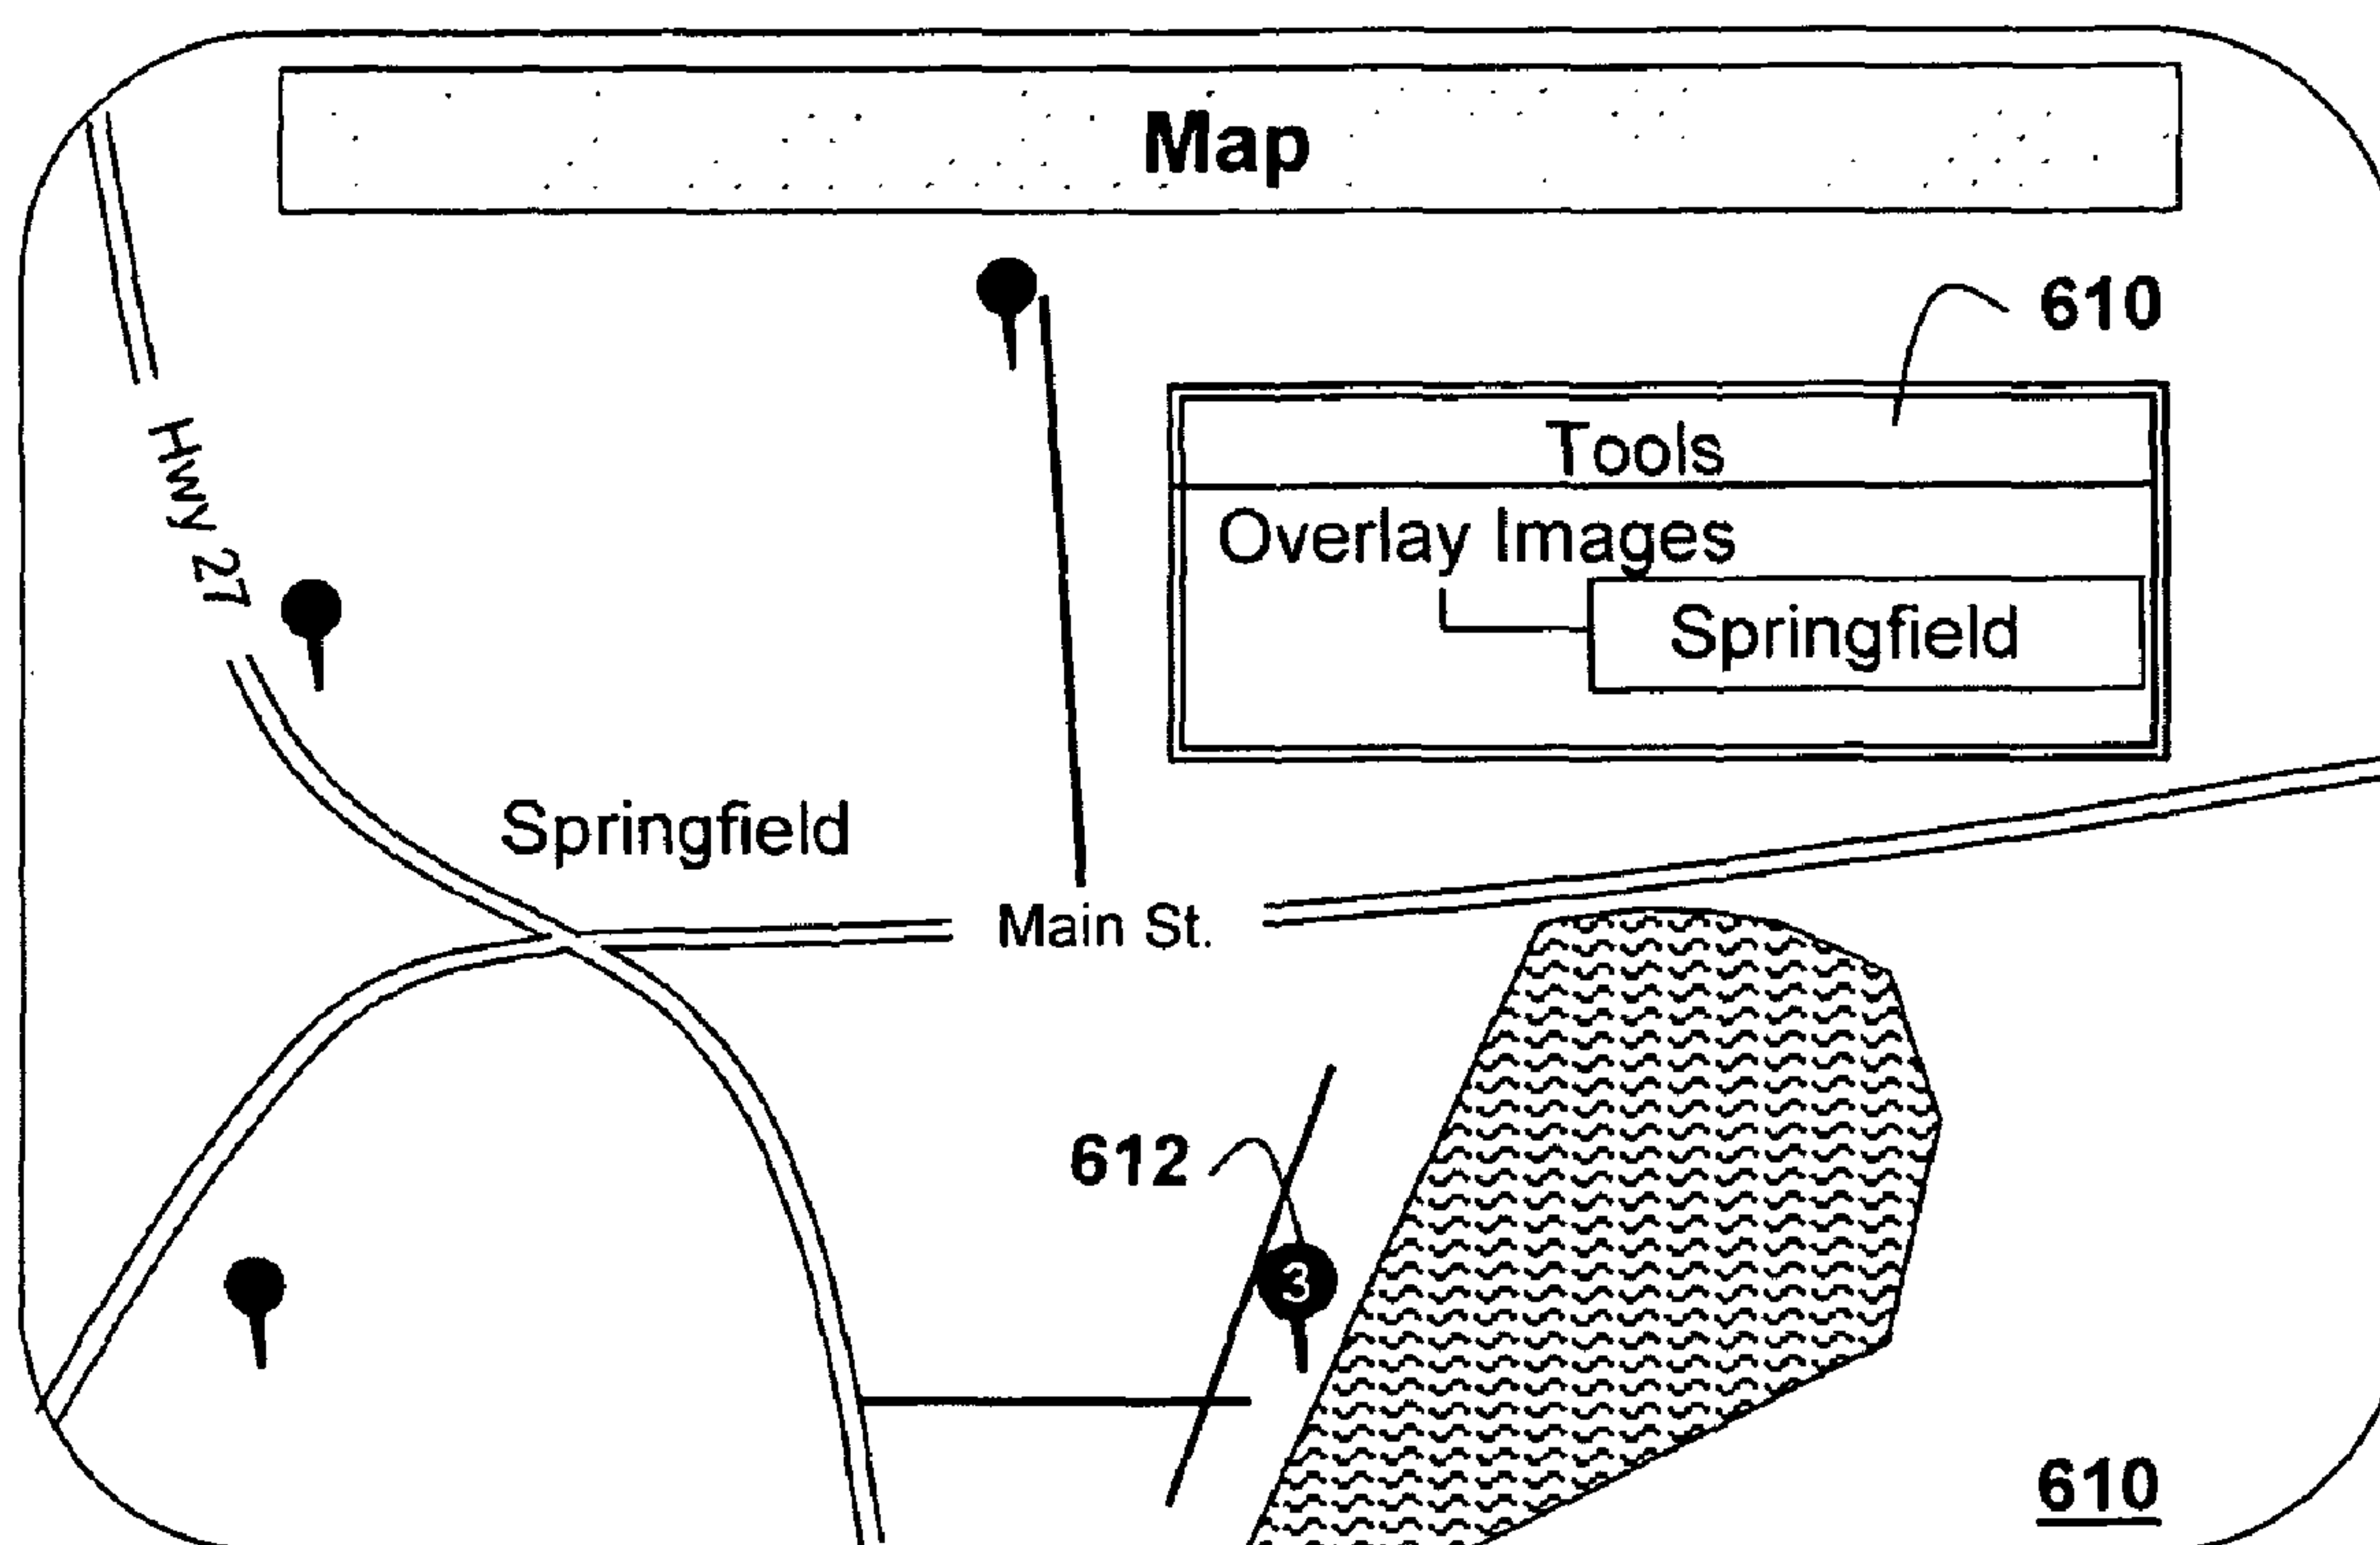 Map
610
Tools
Overlay Images
Springfield
Hwy 27
Springfield
Main St.
612
3
610